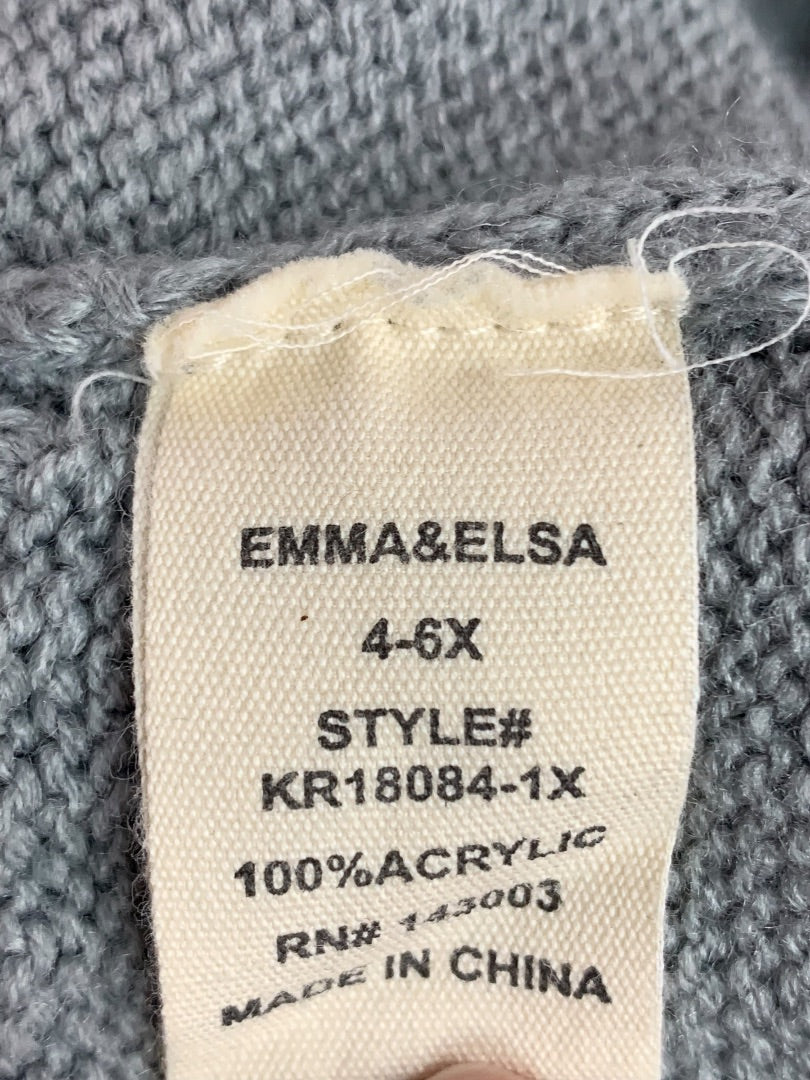 EMMA&ELSA
4-6X
STYLE#
KR18084-1X
100%ACRYLIC
RN# 143003
MADE IN CHINA